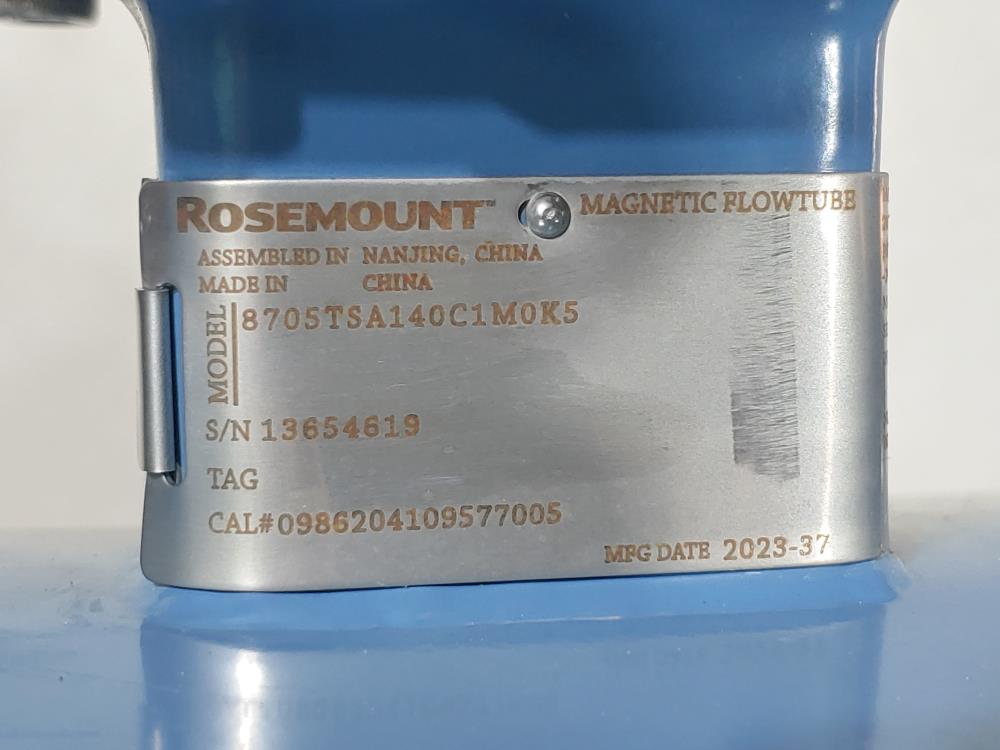 ROSEMOUNT™ MAGNETIC FLOWTUBE
ASSEMBLED IN NANJING, CHINA
MADE IN CHINA
MODEL 8705TSA140C1M0K5
S/N 13654619
TAG
CAL# 0986204109577005
MFG DATE 2023-37